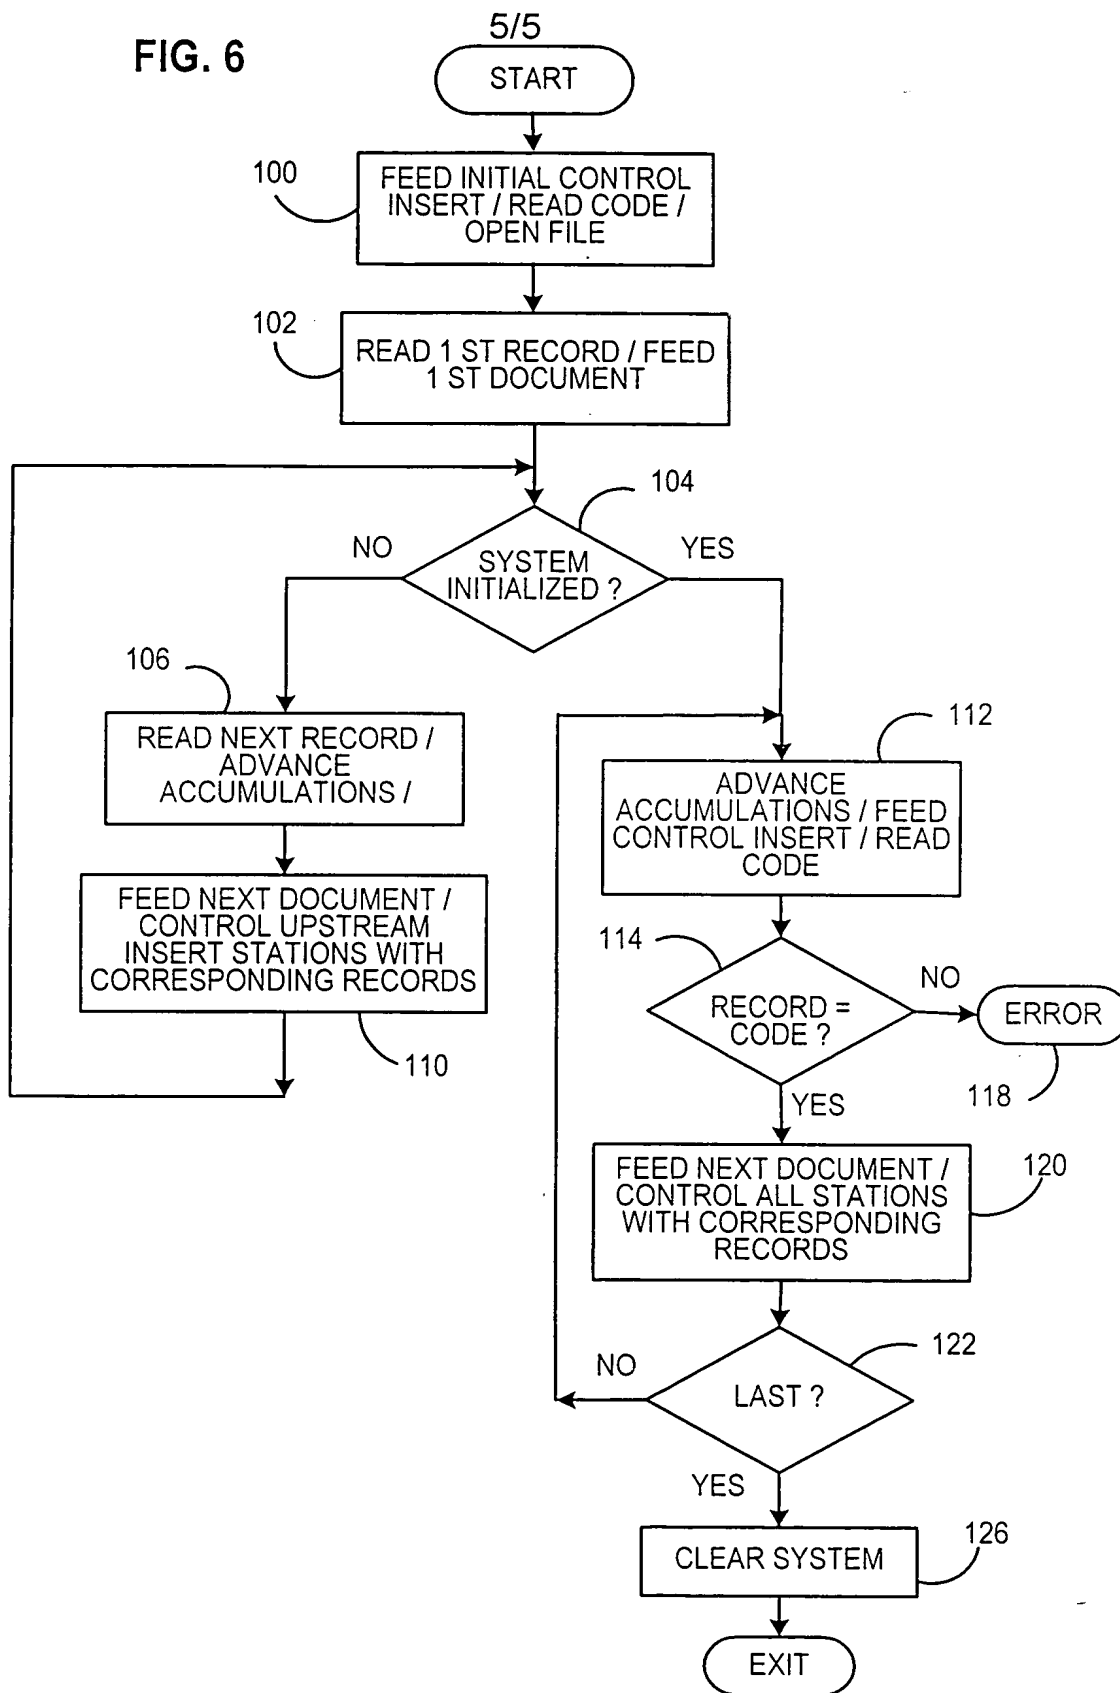 5/5
FIG. 6
START
100
FEED INITIAL CONTROL
INSERT / READ CODE /
OPEN FILE
102
READ 1 ST RECORD / FEED
1 ST DOCUMENT
104
NO
YES
SYSTEM
INITIALIZED ?
106
READ NEXT RECORD /
ADVANCE
ACCUMULATIONS /
FEED NEXT DOCUMENT /
CONTROL UPSTREAM
INSERT STATIONS WITH
CORRESPONDING RECORDS
110
112
ADVANCE
ACCUMULATIONS / FEED
CONTROL INSERT / READ
CODE
114
RECORD =
CODE ?
NO
ERROR
118
YES
FEED NEXT DOCUMENT /
CONTROL ALL STATIONS
WITH CORRESPONDING
RECORDS
120
122
NO
LAST ?
YES
CLEAR SYSTEM
126
EXIT